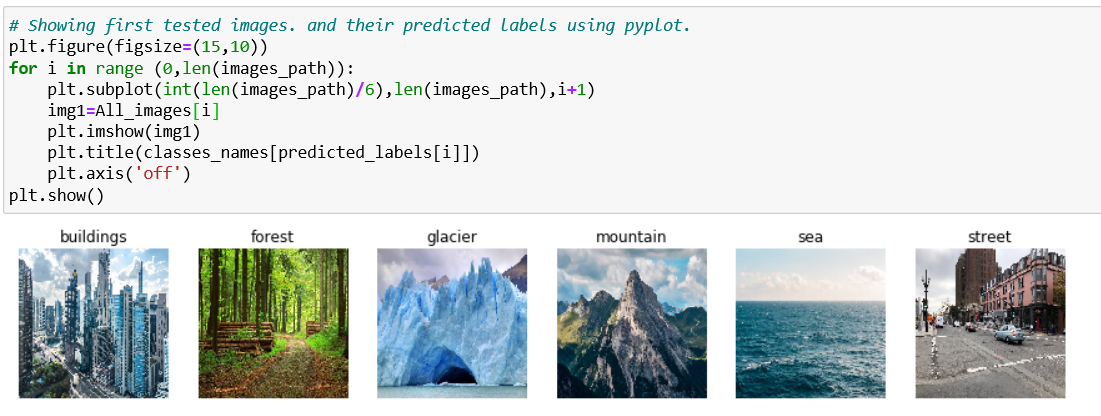 # Showing first tested images. and their predicted labels using pyplot.
plt.figure(figsize=(15,10))
for i in range (0,len(images_path)):
    plt.subplot(int(len(images_path)/6),len(images_path),i+1)
    img1=All_images[i]
    plt.imshow(img1)
    plt.title(classes_names[predicted_labels[i]])
    plt.axis('off')
plt.show()
buildings forest glacier mountain sea street